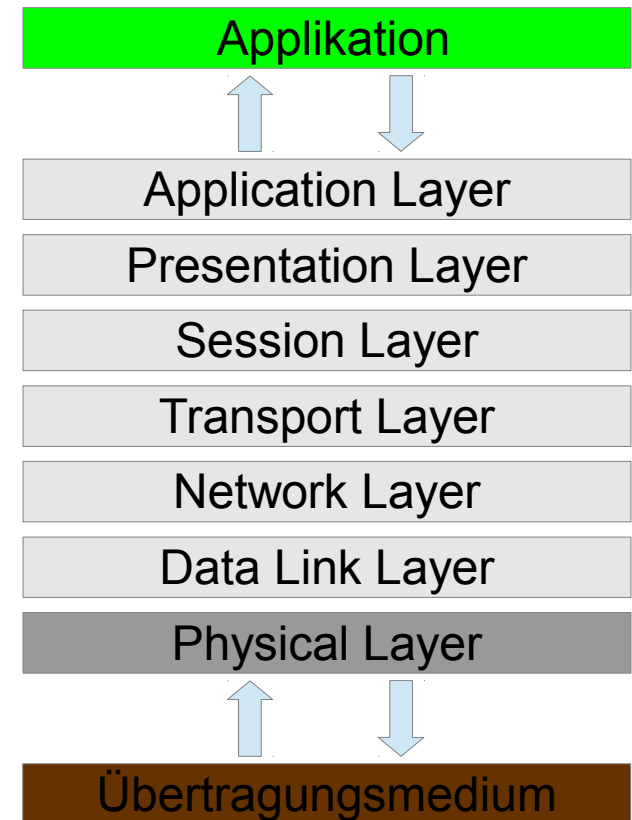 Applikation
Application Layer
Presentation Layer
Session Layer
Transport Layer
Network Layer
Data Link Layer
Physical Layer
Übertragungsmedium